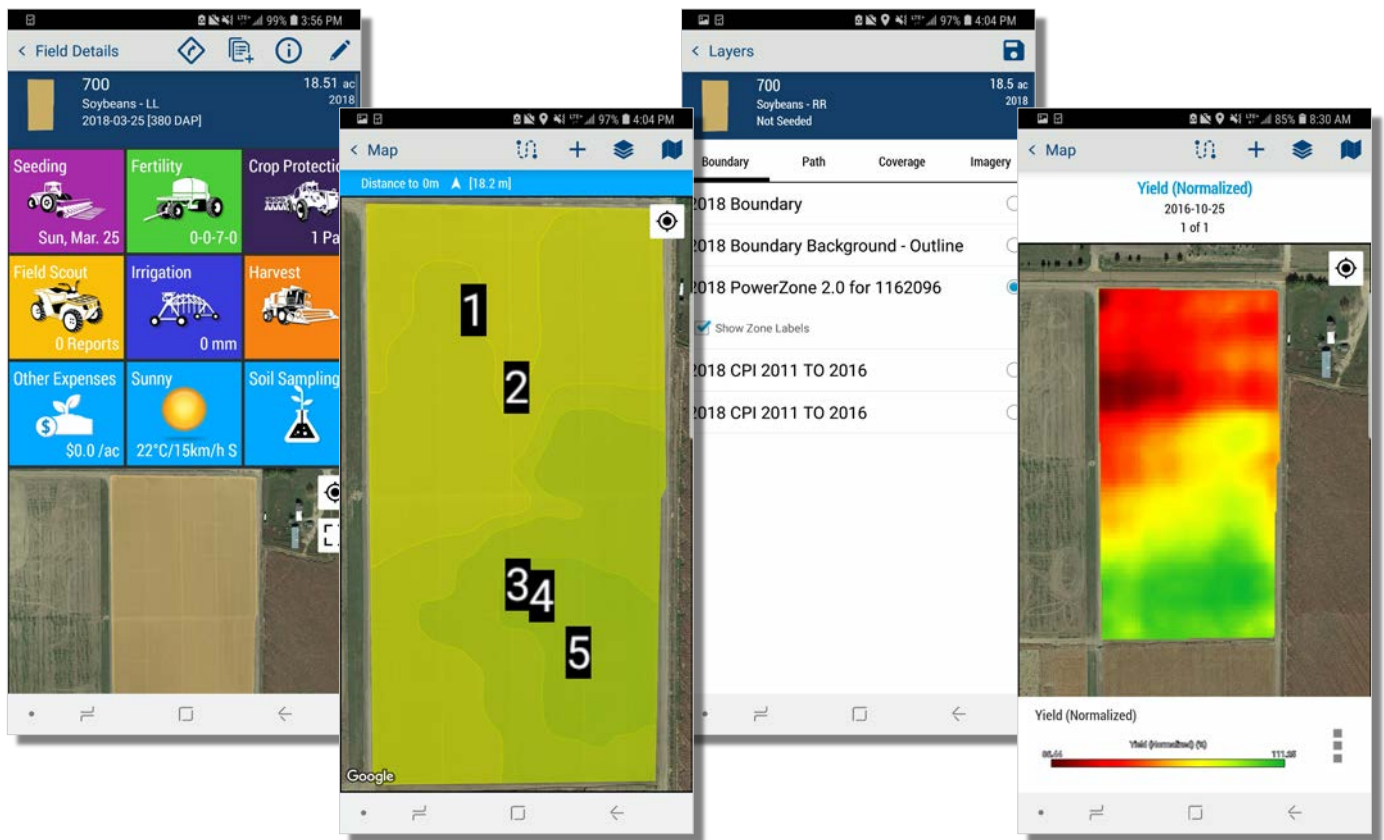 99% 3:56 PM
< Field Details
700
18.51 ac
Soybeans - LL
2018
2018-03-25 [380 DAP]
Seeding
Sun, Mar. 25
Fertility
0-0-7-0
Crop Protectio
1 Pa
Field Scout
0 Reports
Irrigation
0 mm
Harvest
Other Expenses
$0.0 /ac
Sunny
22°C/15km/h S
Soil Sampling
LTE+ 97% 4:04 PM
< Map
Distance to 0m [18.2 m]
1
2
3
4
5
Google
LTE+ 97% 4:04 PM
< Layers
700
18.5 ac
Soybeans - RR
2018
Not Seeded
Boundary Path Coverage Imagery
2018 Boundary
2018 Boundary Background - Outline
2018 PowerZone 2.0 for 1162096
Show Zone Labels
2018 CPI 2011 TO 2016
2018 CPI 2011 TO 2016
85% 8:30 AM
< Map
Yield (Normalized)
2016-10-25
1 of 1
Yield (Normalized)
Yield (Normalized) (%)
111.25